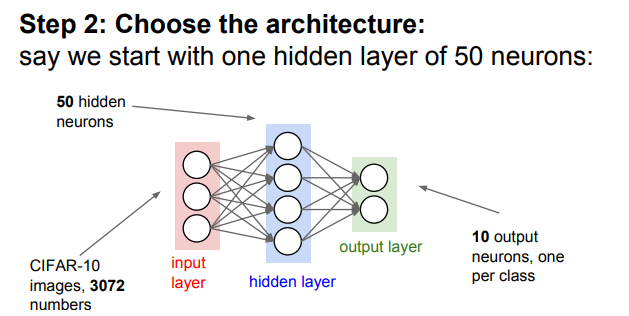 Step 2: Choose the architecture:
say we start with one hidden layer of 50 neurons:
50 hidden
neurons
CIFAR-10
images, 3072
numbers
input
layer
hidden layer
output layer
10 output
neurons, one
per class